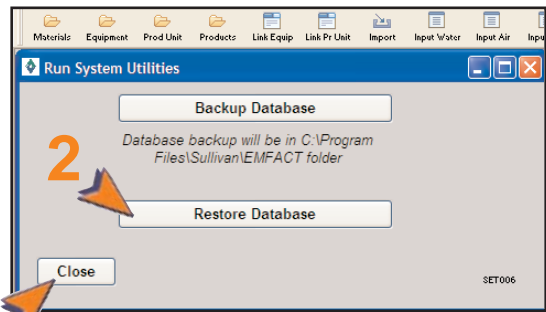 Materials Equipment Prod Unit Products Link Equip Link Pr Unit Import Input Water Input Air
Run System Utilities
Backup Database
Database backup will be in C:\Program
Files\Sullivan\EMFACT folder
2
Restore Database
Close
SET006